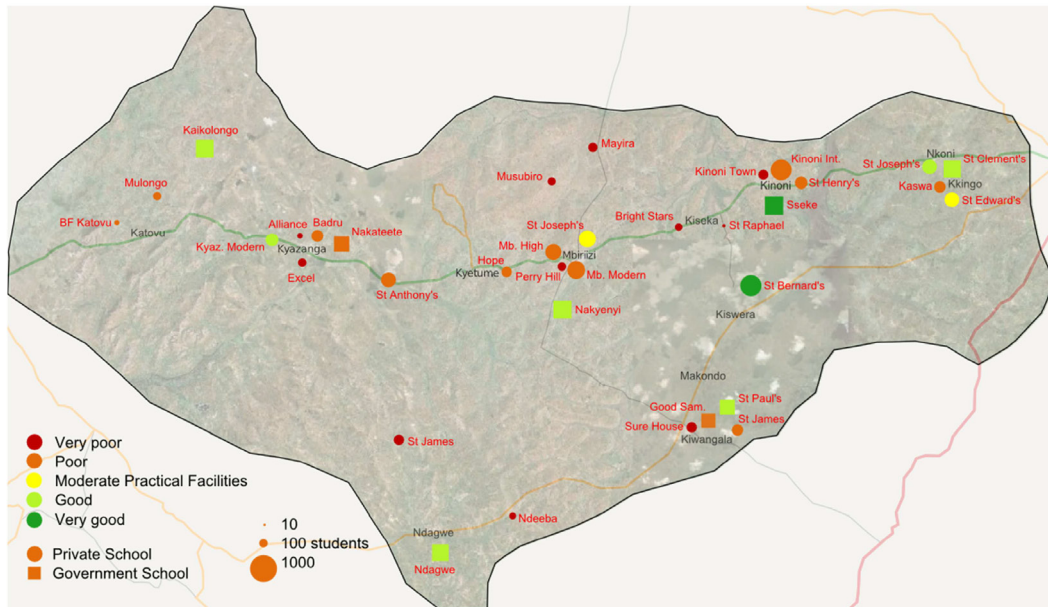 Kaikolongo
Mayira
Nkoni
Kinoni Int.
St Joseph's
St Clement's
Kinoni Town
Musubiro
Kinoni
St Henry's
Kaswa
Kkingo
Mulongo
St Edward's
Sseke
BF Katovu
Katovu
Alliance
Badru
Nakateete
St Joseph's
Bright Stars
Kiseka
St Raphael
Kyaz. Modern
Kyazanga
Mb. High
Mbirizi
Hope
Kyetume
Perry Hill
Mb. Modern
Excel
St Anthony's
St Bernard's
Nakyenyi
Kiswera
Makondo
St Paul's
Good Sam.
St James
Sure House
Kiwangala
St James
Very poor
Poor
Moderate Practical Facilities
Good
Very good
10
100 students
1000
Private School
Government School
Ndeeba
Ndagwe
Ndagwe